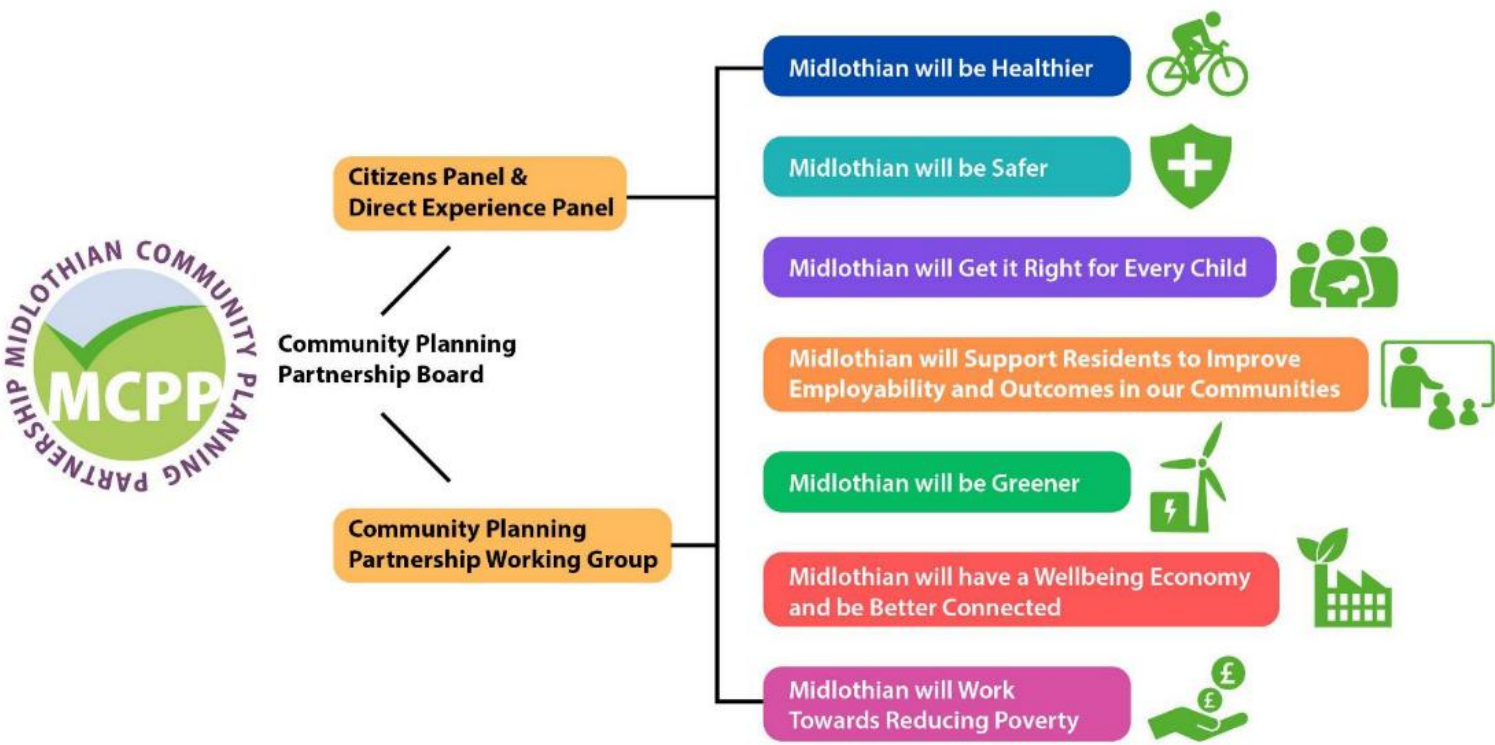 MIDLOTHIAN COMMUNITY PLANNING PARTNERSHIP
MCPP
Community Planning
Partnership Board
Citizens Panel &
Direct Experience Panel
Community Planning
Partnership Working Group
Midlothian will be Healthier
Midlothian will be Safer
Midlothian will Get it Right for Every Child
Midlothian will Support Residents to Improve
Employability and Outcomes in our Communities
Midlothian will be Greener
Midlothian will have a Wellbeing Economy
and be Better Connected
Midlothian will Work
Towards Reducing Poverty
£
£